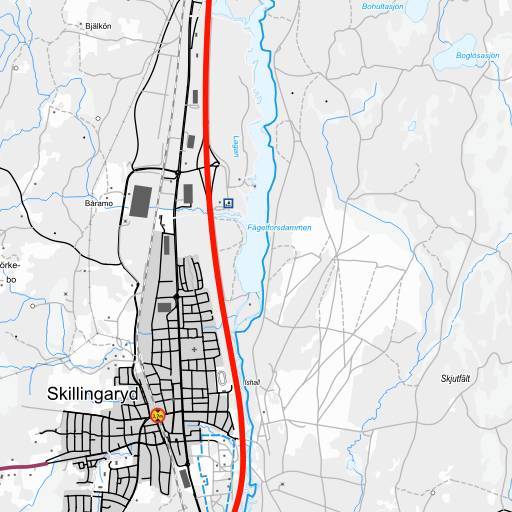 Bohultasjön
Bjälkön
Boglösasjön
Lagan
Båramo
Fågelforsdammen
örke-
bo
Ishall
Skjutfält
Skillingaryd